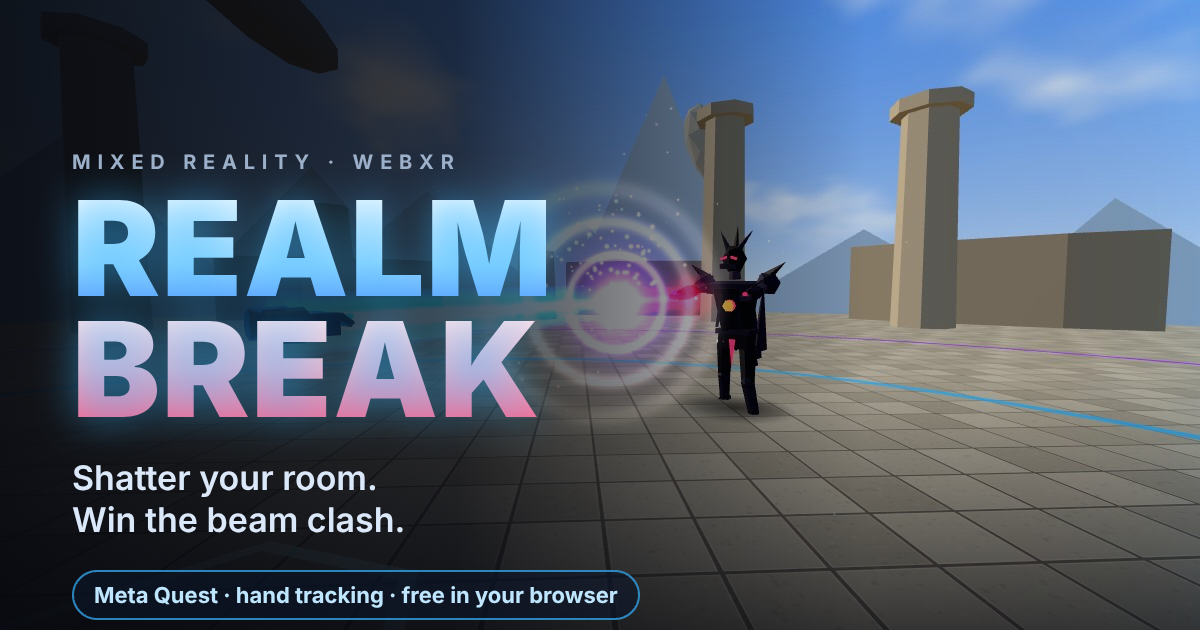 MIXED REALITY · WEBXR
REALM
BREAK
Shatter your room.
Win the beam clash.
Meta Quest · hand tracking · free in your browser